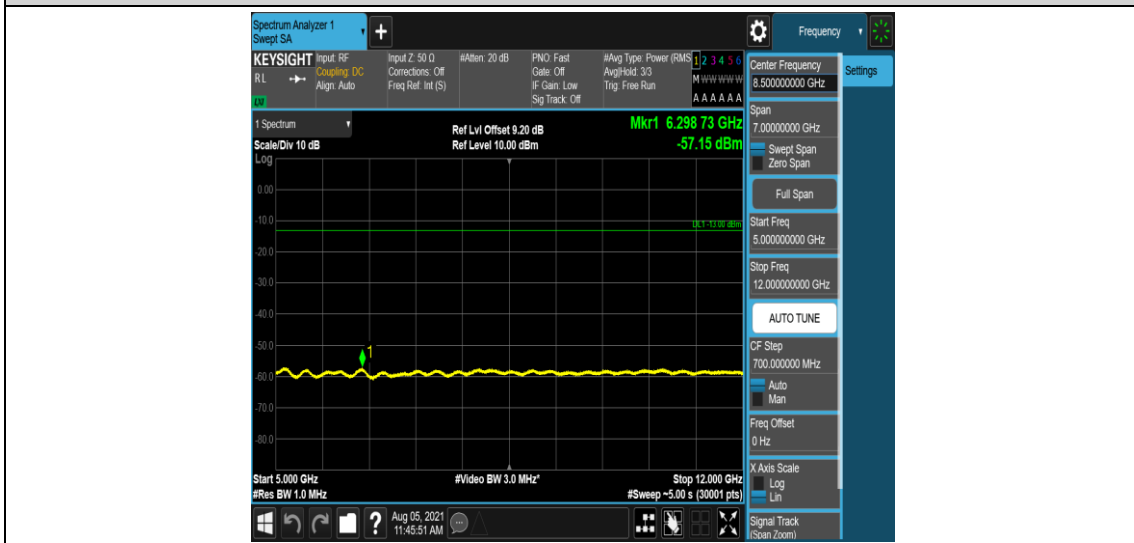 Spectrum Analyzer 1
Swept SA
Frequency
KEYSIGHT
RL
LXI
Input: RF
Coupling: DC
Align: Auto
Input Z: 50 Ω
Corrections: Off
Freq Ref: Int (S)
#Atten: 20 dB
PNO: Fast
Gate: Off
IF Gain: Low
Sig Track: Off
#Avg Type: Power (RMS
Avg|Hold: 3/3
Trig: Free Run
1 2 3 4 5 6
M W W W W W
A A A A A A
1 Spectrum
Scale/Div 10 dB
Log
Ref Lvl Offset 9.20 dB
Ref Level 10.00 dBm
Mkr1 6.298 73 GHz
-57.15 dBm
0.00
-10.0
DL1 -13.00 dBm
-20.0
-30.0
-40.0
-50.0
1
-60.0
-70.0
-80.0
Start 5.000 GHz
#Res BW 1.0 MHz
#Video BW 3.0 MHz*
Stop 12.000 GHz
#Sweep ~5.00 s (30001 pts)
Aug 05, 2021
11:45:51 AM
Center Frequency
8.500000000 GHz
Settings
Span
7.00000000 GHz
Swept Span
Zero Span
Full Span
Start Freq
5.000000000 GHz
Stop Freq
12.000000000 GHz
AUTO TUNE
CF Step
700.000000 MHz
Auto
Man
Freq Offset
0 Hz
X Axis Scale
Log
Lin
Signal Track
(Span Zoom)